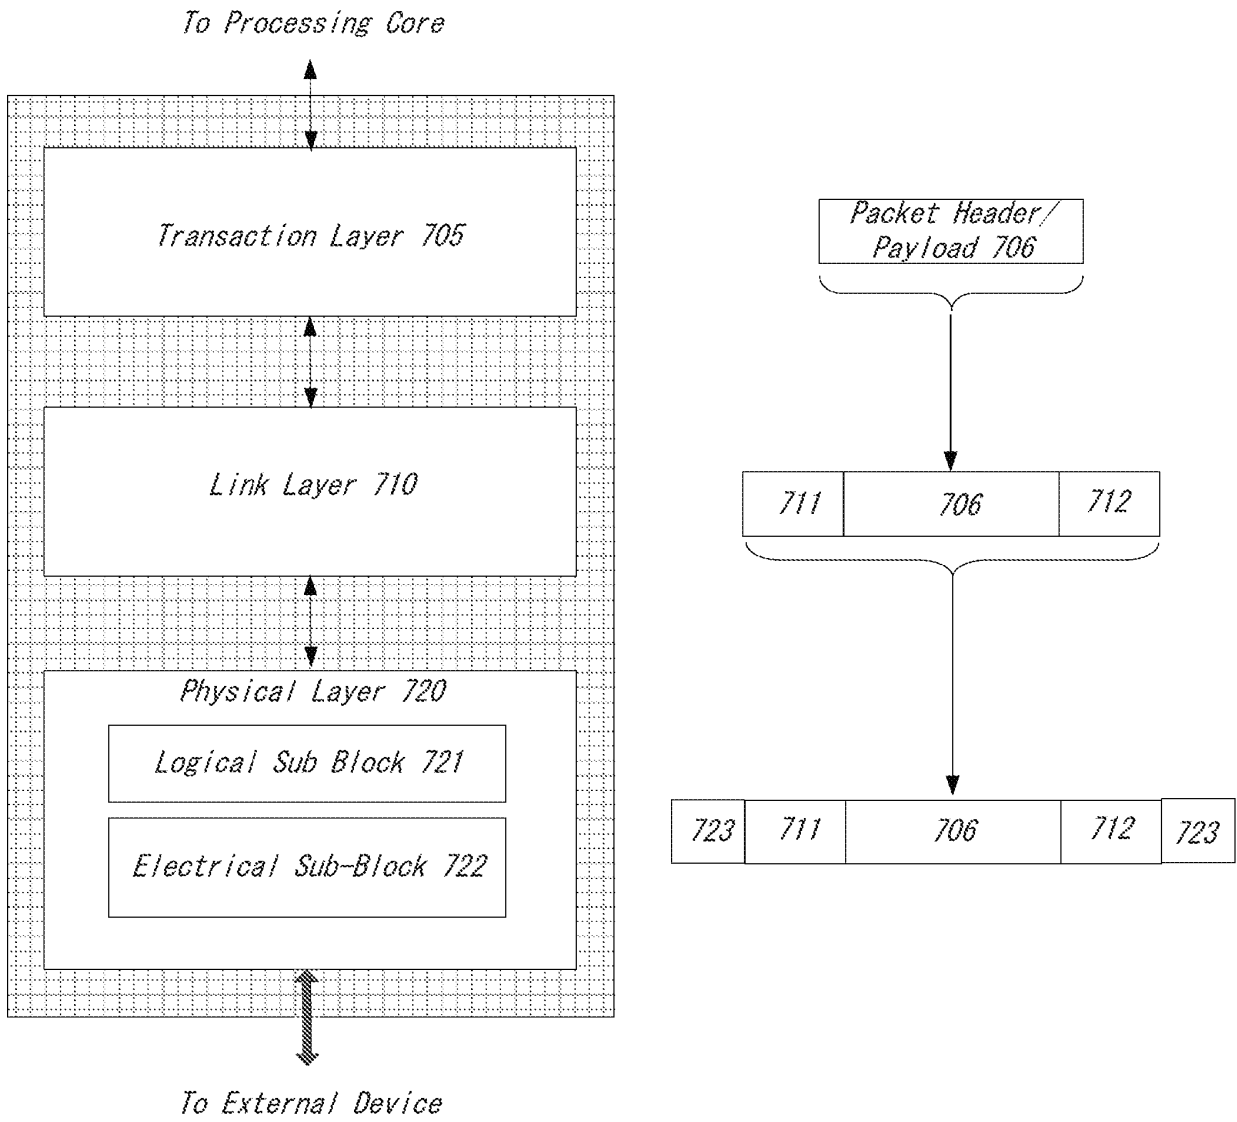 To Processing Core
Transaction Layer 705
Link Layer 710
Physical Layer 720
Logical Sub Block 721
Electrical Sub-Block 722
To External Device
Packet Header/
Payload 706
711 706 712
723 711 706 712 723